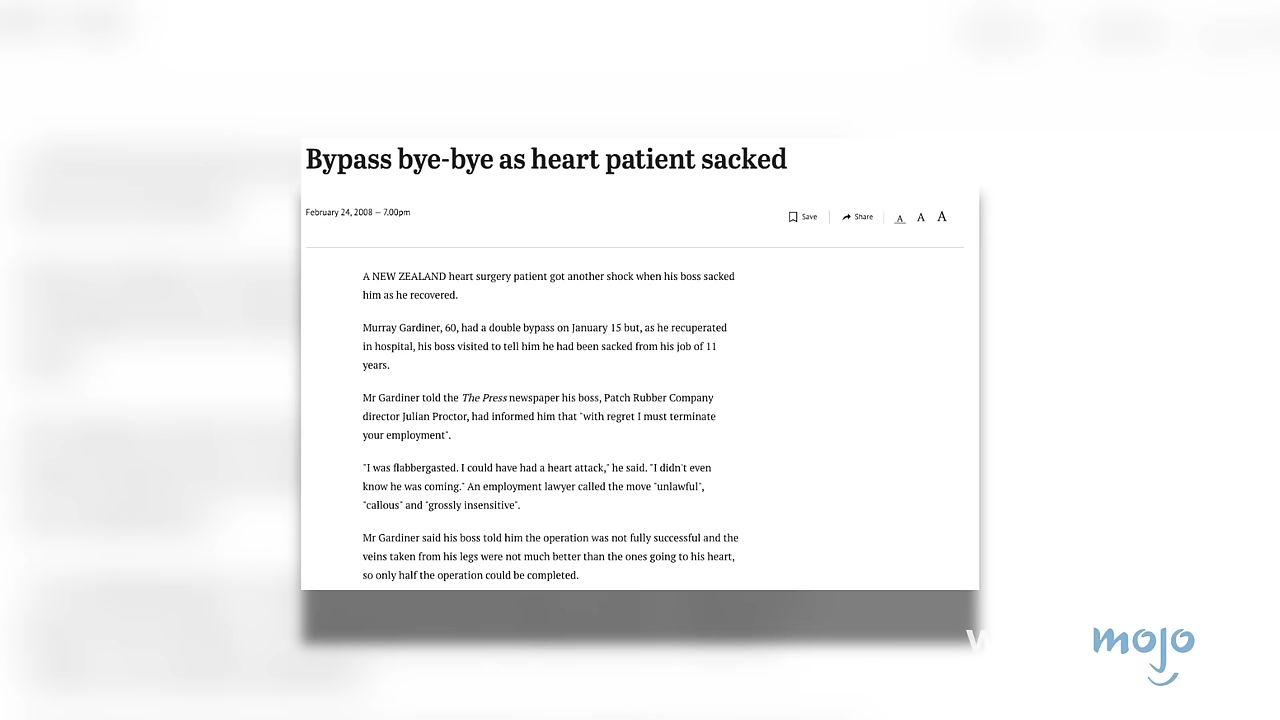 Bypass bye-bye as heart patient sacked
February 24, 2008 — 7.00pm
Save
Share
A A A
A NEW ZEALAND heart surgery patient got another shock when his boss sacked
him as he recovered.
Murray Gardiner, 60, had a double bypass on January 15 but, as he recuperated
in hospital, his boss visited to tell him he had been sacked from his job of 11
years.
Mr Gardiner told the The Press newspaper his boss, Patch Rubber Company
director Julian Proctor, had informed him that "with regret I must terminate
your employment".
"I was flabbergasted. I could have had a heart attack," he said. "I didn't even
know he was coming." An employment lawyer called the move "unlawful",
"callous" and "grossly insensitive".
Mr Gardiner said his boss told him the operation was not fully successful and the
veins taken from his legs were not much better than the ones going to his heart,
so only half the operation could be completed.
mojo